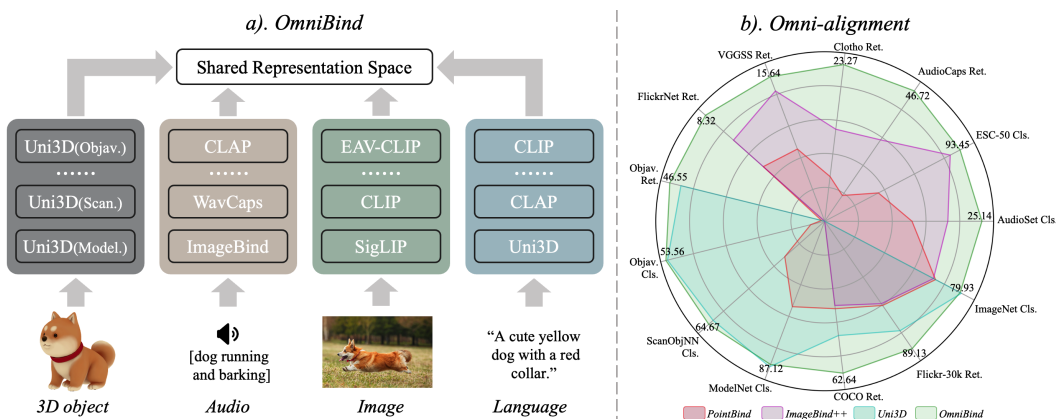 a). OmniBind
Shared Representation Space
Uni3D(Objav.)
......
Uni3D(Scan.)
Uni3D(Model.)
3D object
CLAP
......
WavCaps
ImageBind
[dog running
and barking]
Audio
EAV-CLIP
......
CLIP
SigLIP
Image
CLIP
......
CLAP
Uni3D
“A cute yellow
dog with a red
collar.”
Language
b). Omni-alignment
Clotho Ret.
23.27
AudioCaps Ret.
46.72
ESC-50 Cls.
93.45
AudioSet Cls.
25.14
ImageNet Cls.
79.93
Flickr-30k Ret.
89.13
COCO Ret.
62.64
ModelNet Cls.
87.12
ScanObjNN
Cls.
64.67
Objav.
Cls.
53.56
Objav.
Ret.
46.55
FlickrNet Ret.
8.32
VGGSS Ret.
15.64
PointBind
ImageBind++
Uni3D
OmniBind